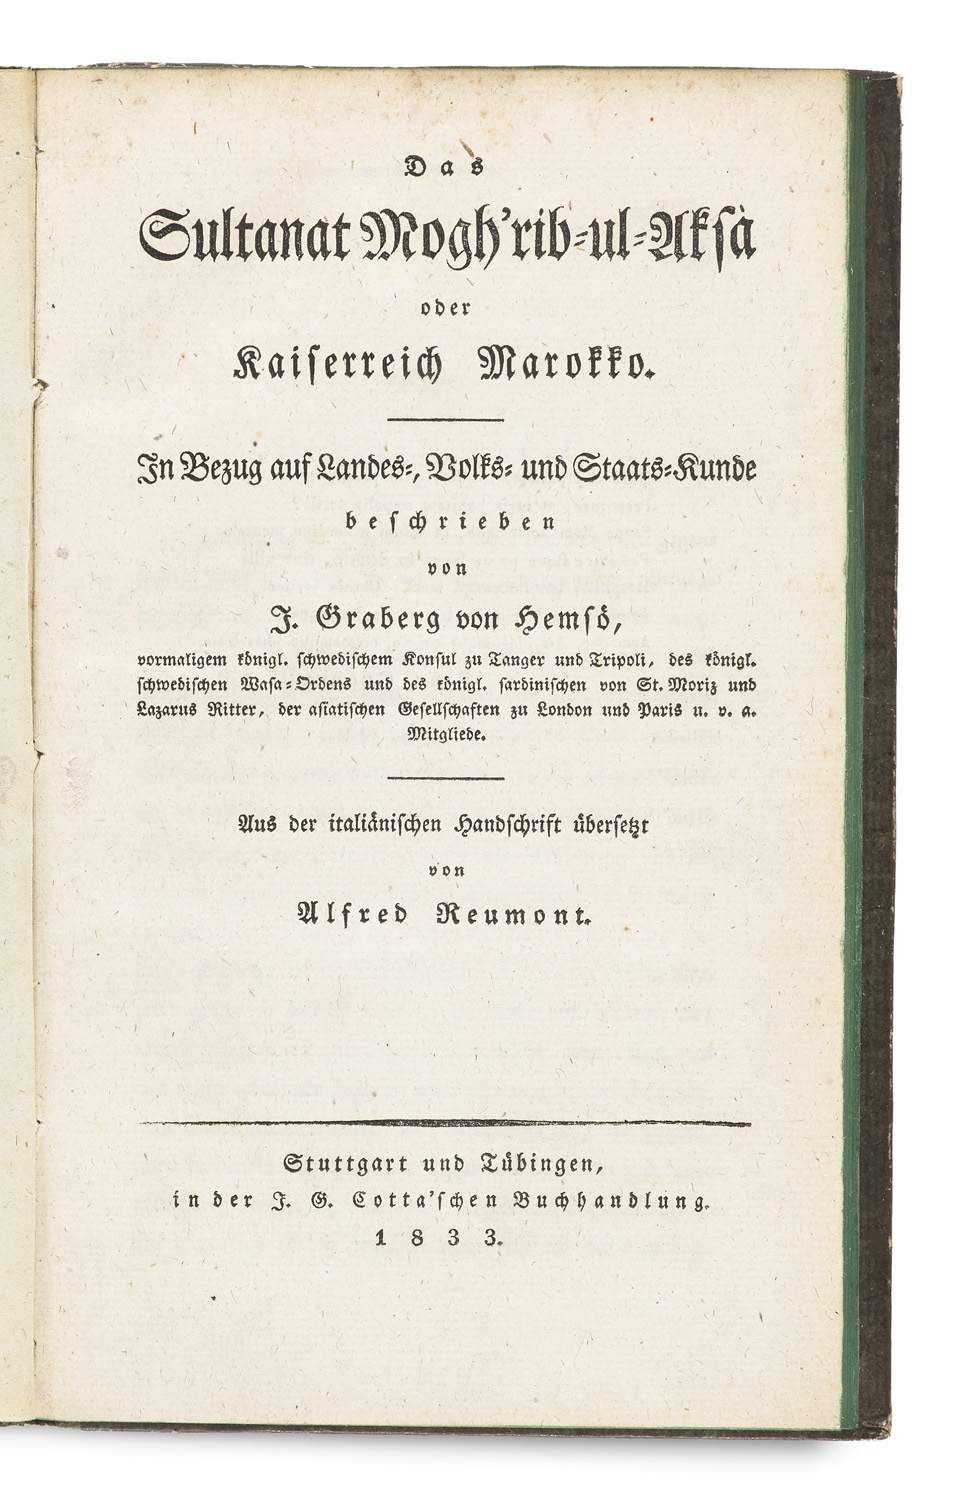 Das
Sultanat Mogh'rib-ul-Aksà
oder
Kaiserreich Marokko.
In Bezug auf Landes-, Volks- und Staats-Kunde
beschrieben
von
J. Graberg von Hemsö,
vormaligem königl. schwedischem Konsul zu Tanger und Tripoli, des königl.
schwedischen Wasa-Ordens und des königl. sardinischen von St. Moriz und
Lazarus Ritter, der asiatischen Gesellschaften zu London und Paris u. v. a.
Mitgliede.
Aus der italiänischen Handschrift übersetzt
von
Alfred Reumont.
Stuttgart und Tübingen,
in der J. G. Cotta'schen Buchhandlung.
1833.